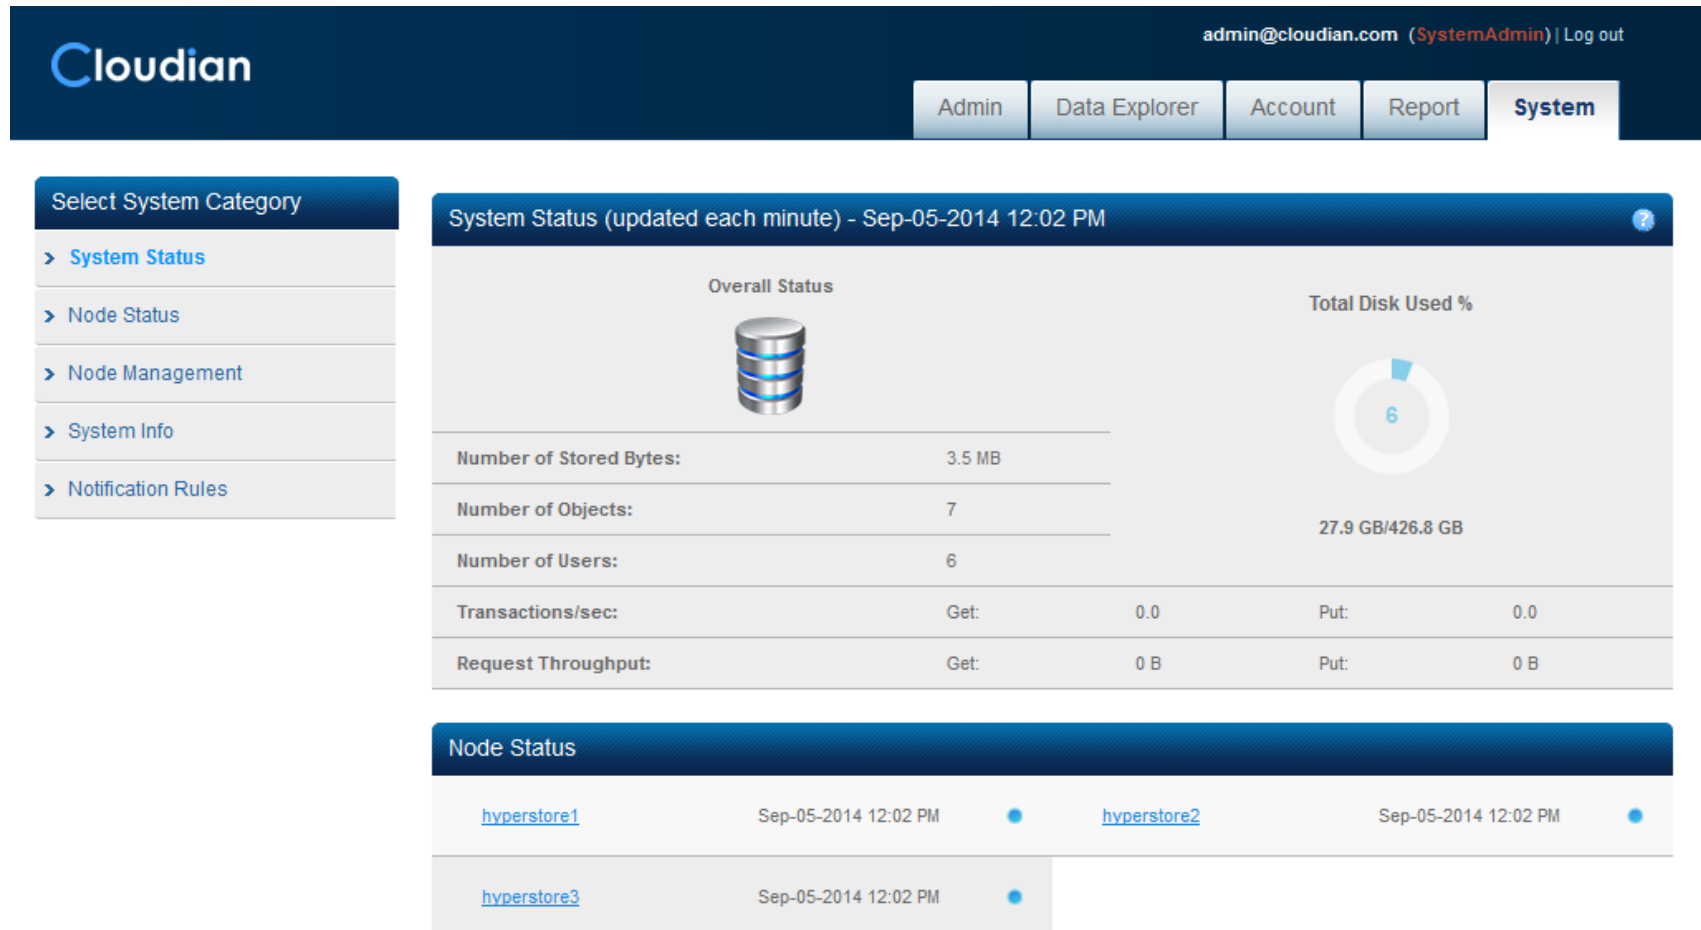 admin@cloudian.com (SystemAdmin) | Log out
Cloudian
Admin Data Explorer Account Report System
Select System Category
System Status
Node Status
Node Management
System Info
Notification Rules
System Status (updated each minute) - Sep-05-2014 12:02 PM ?
Overall Status
Total Disk Used %
6
27.9 GB/426.8 GB
Number of Stored Bytes: 3.5 MB
Number of Objects: 7
Number of Users: 6
Transactions/sec: Get: 0.0 Put: 0.0
Request Throughput: Get: 0 B Put: 0 B
Node Status
hyperstore1 Sep-05-2014 12:02 PM hyperstore2 Sep-05-2014 12:02 PM
hyperstore3 Sep-05-2014 12:02 PM